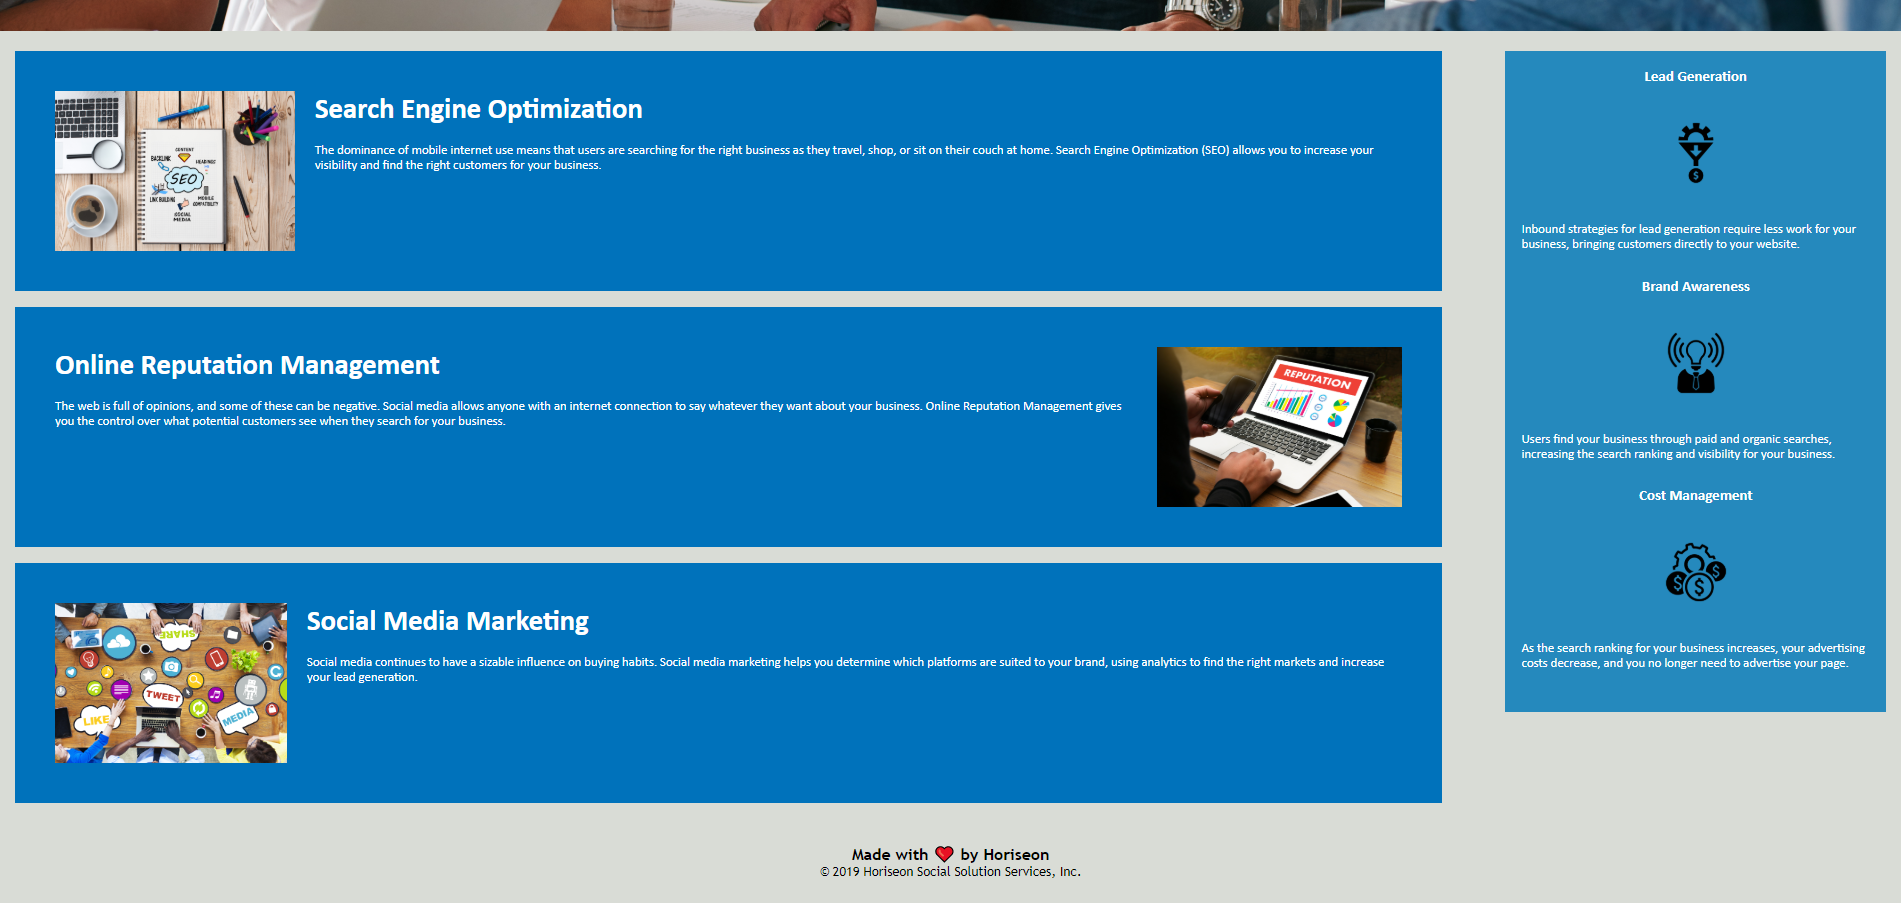 Search Engine Optimization
The dominance of mobile internet use means that users are searching for the right business as they travel, shop, or sit on their couch at home. Search Engine Optimization (SEO) allows you to increase your
visibility and find the right customers for your business.
CONTENT
BACKLINK
HEADINGS
SEO
LINK BUILDING
MOBILE
COMPATIBILITY
SOCIAL
MEDIA
Online Reputation Management
The web is full of opinions, and some of these can be negative. Social media allows anyone with an internet connection to say whatever they want about your business. Online Reputation Management gives
you the control over what potential customers see when they search for your business.
REPUTATION
Social Media Marketing
Social media continues to have a sizable influence on buying habits. Social media marketing helps you determine which platforms are suited to your brand, using analytics to find the right markets and increase
your lead generation.
SHARE
TWEET
LIKE
MEDIA
Lead Generation
$
Inbound strategies for lead generation require less work for your
business, bringing customers directly to your website.
Brand Awareness
Users find your business through paid and organic searches,
increasing the search ranking and visibility for your business.
Cost Management
$ $ $
As the search ranking for your business increases, your advertising
costs decrease, and you no longer need to advertise your page.
Made with ❤️ by Horiseon
© 2019 Horiseon Social Solution Services, Inc.